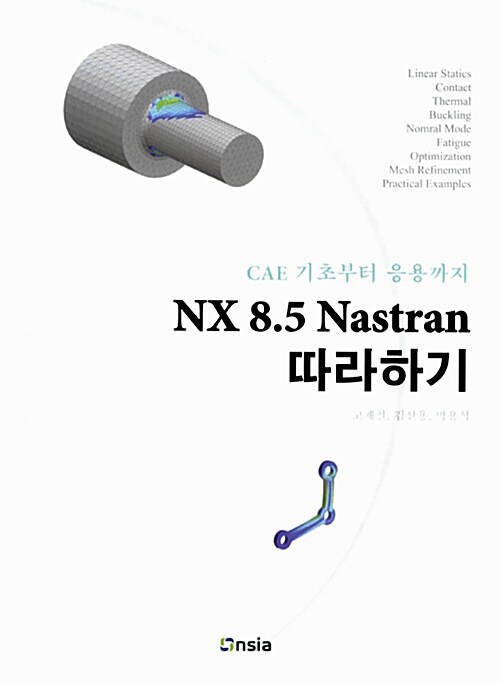 Linear Statics
Contact
Thermal
Buckling
Nomral Mode
Fatigue
Optimization
Mesh Refinement
Practical Examples
CAE 기초부터 응용까지
NX 8.5 Nastran
따라하기
onsia